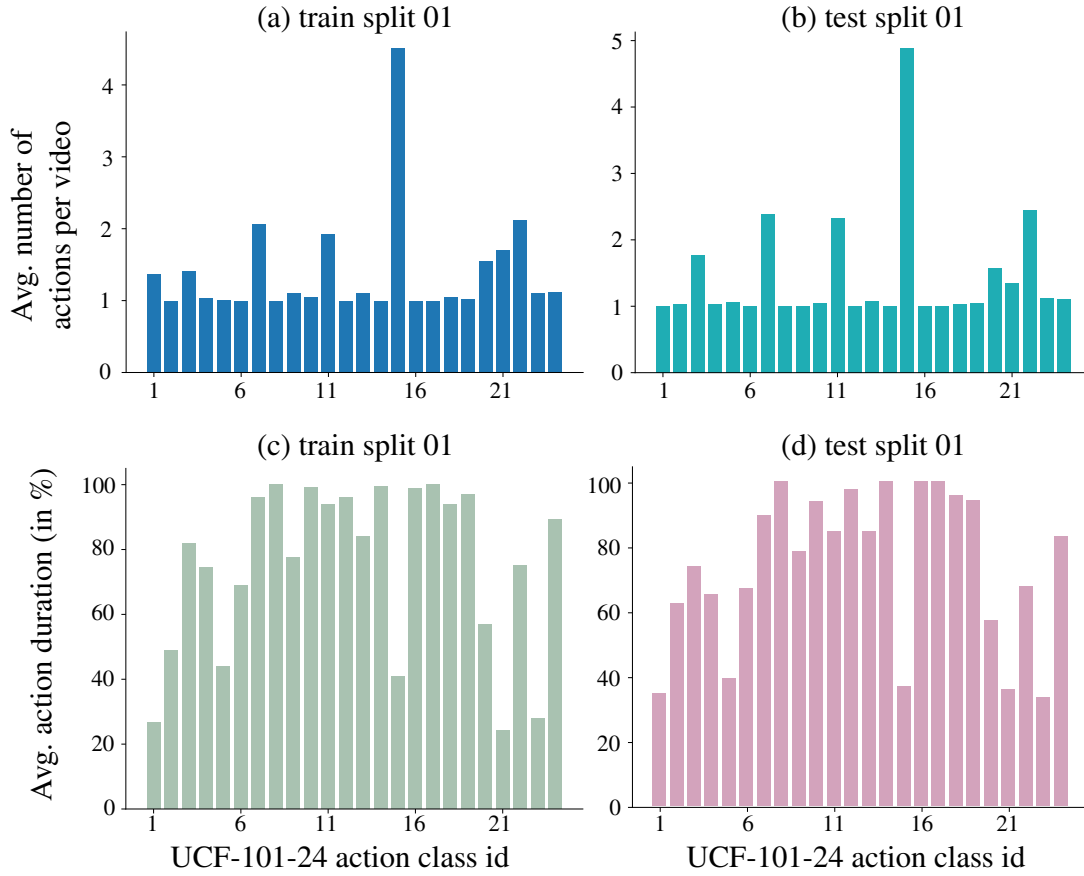 (a) train split 01
(b) test split 01
Avg. number of
actions per video
4
3
2
1
0
1 6 11 16 21
5
4
3
2
1
0
1 6 11 16 21
(c) train split 01
(d) test split 01
Avg. action duration (in %)
100
80
60
40
20
0
1 6 11 16 21
100
80
60
40
20
0
1 6 11 16 21
UCF-101-24 action class id
UCF-101-24 action class id